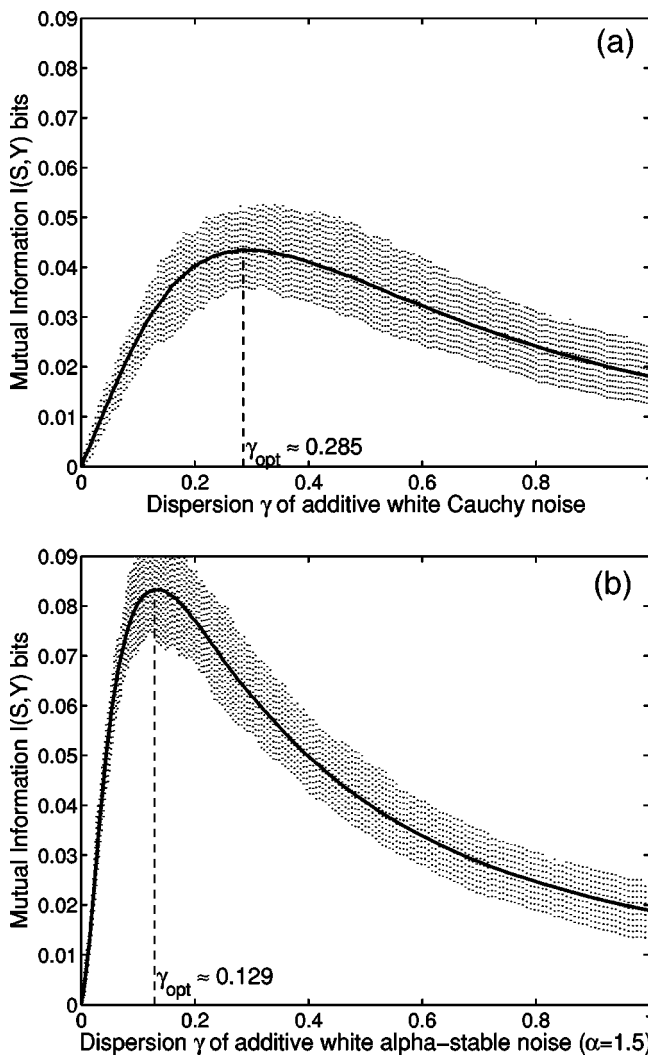 (a)
Mutual Information I(S,Y) bits
0.09
0.08
0.07
0.06
0.05
0.04
0.03
0.02
0.01
0
γopt ≈ 0.285
0 0.2 0.4 0.6 0.8 1
Dispersion γ of additive white Cauchy noise
(b)
Mutual Information I(S,Y) bits
0.09
0.08
0.07
0.06
0.05
0.04
0.03
0.02
0.01
0
γopt ≈ 0.129
0 0.2 0.4 0.6 0.8 1
Dispersion γ of additive white alpha-stable noise (α=1.5)